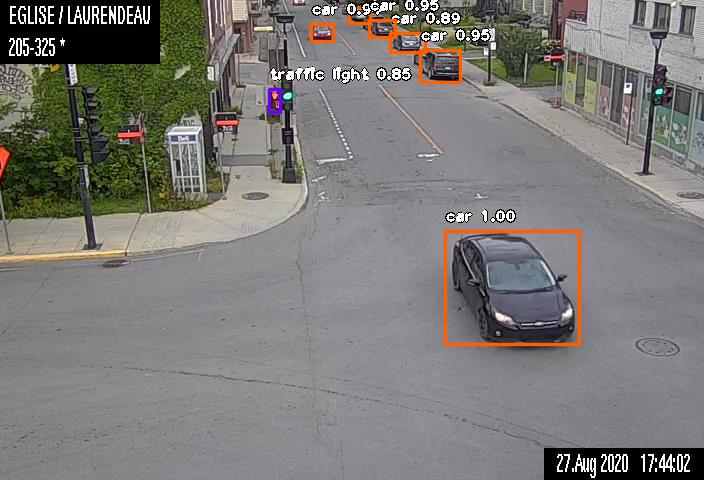 EGLISE / LAURENDEAU
205-325 *
car 0.95
car 0.89
car 0.95
traffic light 0.85
car 1.00
27.Aug 2020 17:44:02